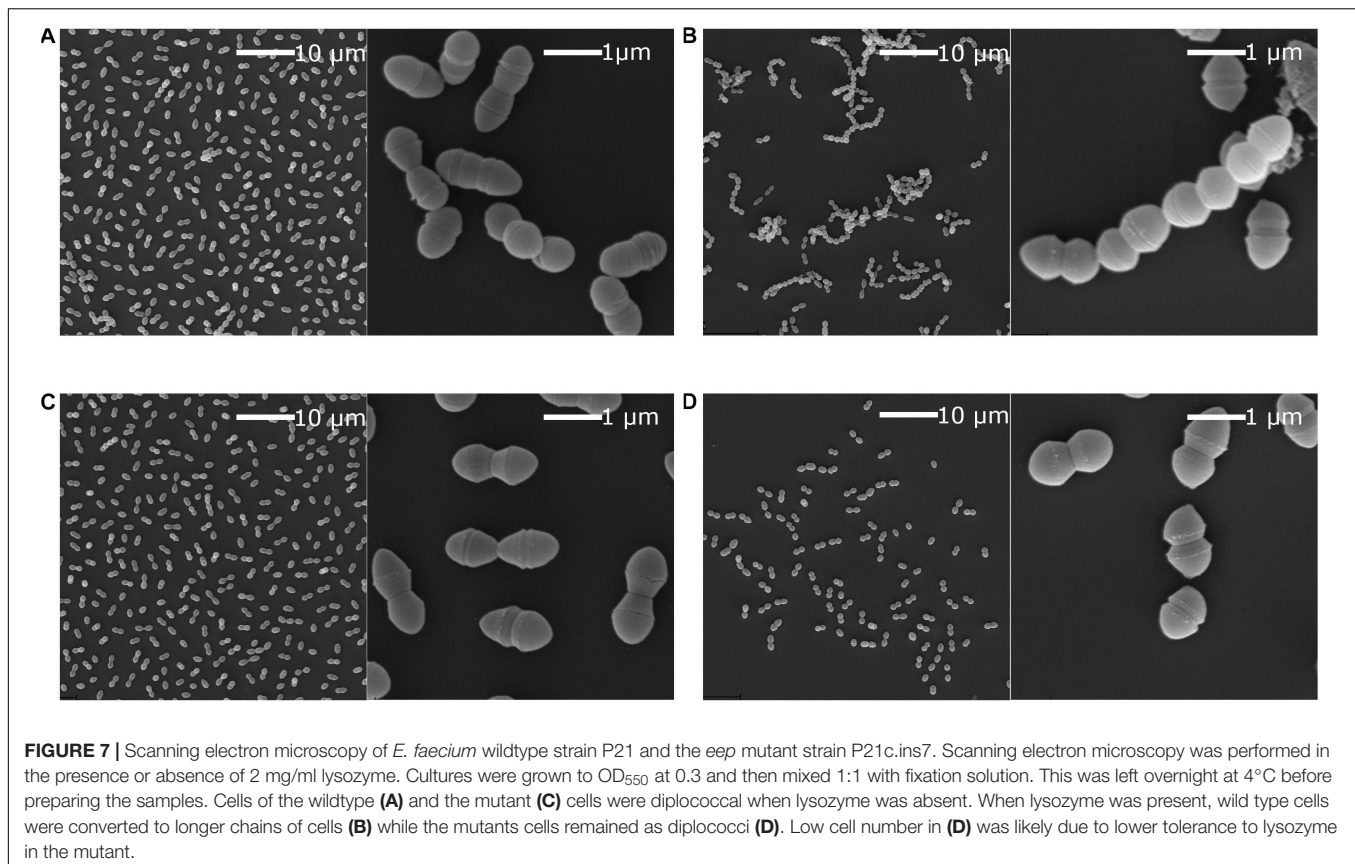 A
10 µm
1µm
B
10 µm
1µm
C
10 µm
1 µm
D
10 µm
1 µm
FIGURE 7 | Scanning electron microscopy of E. faecium wildtype strain P21 and the eep mutant strain P21c.ins7. Scanning electron microscopy was performed in
the presence or absence of 2 mg/ml lysozyme. Cultures were grown to OD550 at 0.3 and then mixed 1:1 with fixation solution. This was left overnight at 4°C before
preparing the samples. Cells of the wildtype (A) and the mutant (C) cells were diplococcal when lysozyme was absent. When lysozyme was present, wild type cells
were converted to longer chains of cells (B) while the mutants cells remained as diplococci (D). Low cell number in (D) was likely due to lower tolerance to lysozyme
in the mutant.